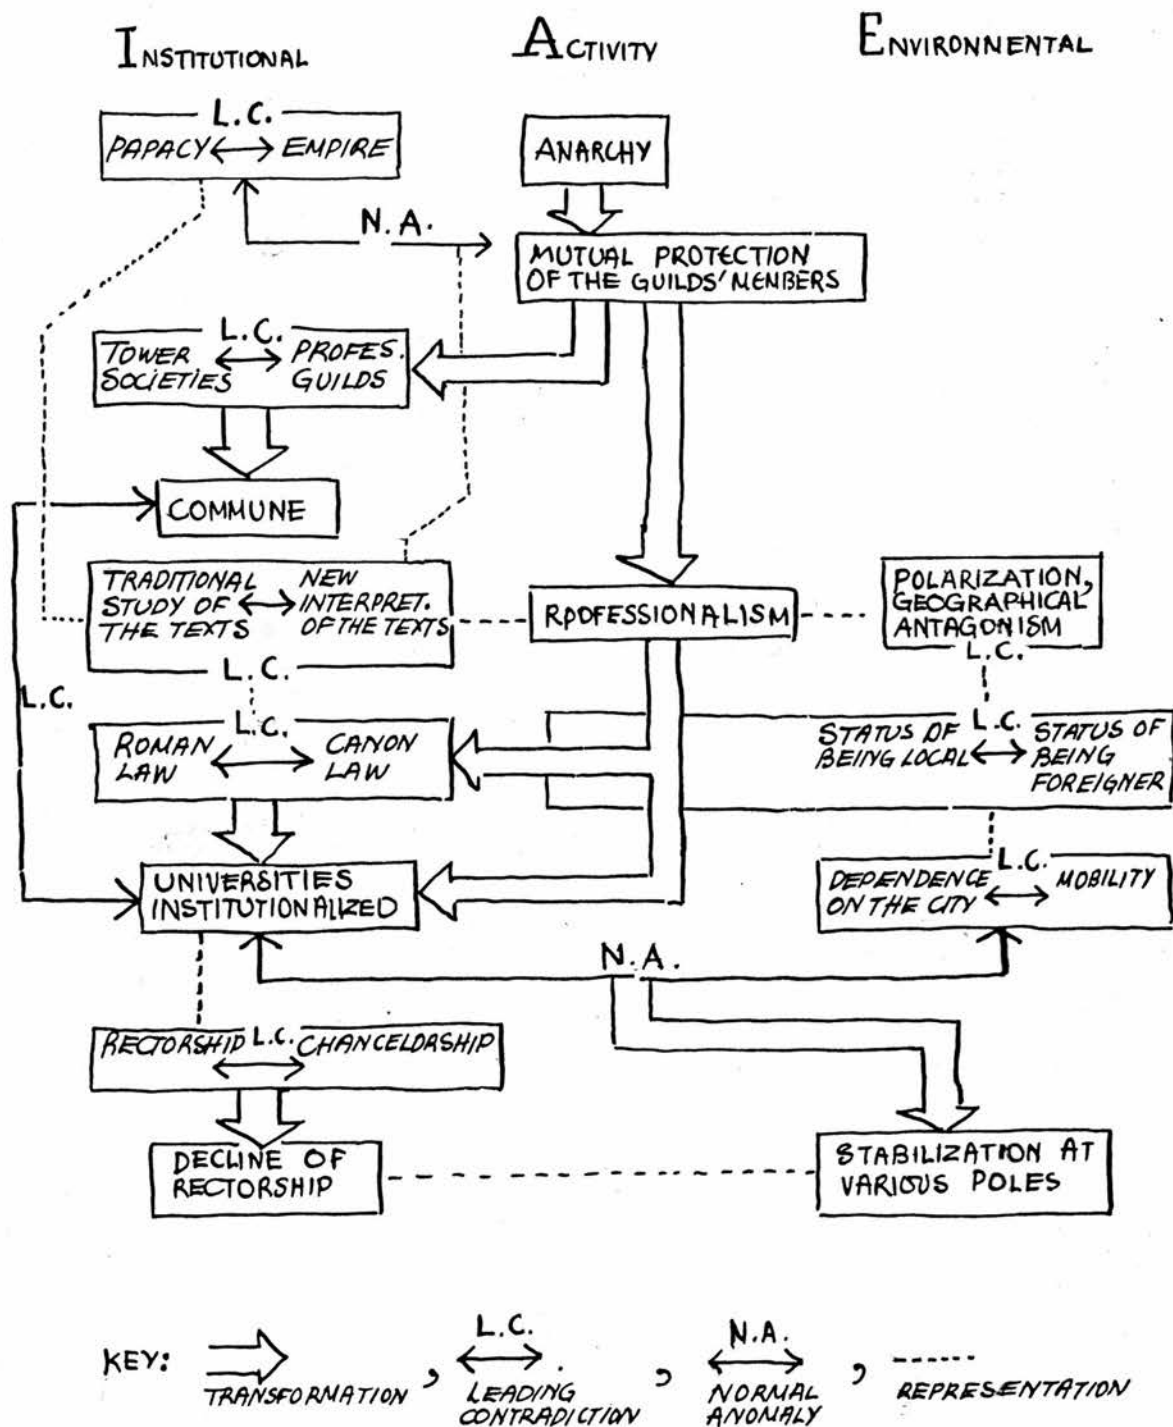 INSTITUTIONAL
ACTIVITY
ENVIRONMENTAL
L.C.
PAPACY EMPIRE
ANARCHY
N.A.
MUTUAL PROTECTION
OF THE GUILDS' MENBERS
L.C.
TOWER
SOCIETIES
PROFES.
GUILDS
COMMUNE
TRADITIONAL
STUDY OF
THE TEXTS
NEW
INTERPRET.
OF THE TEXTS
L.C.
RPOFESSIONALISM
POLARIZATION,
GEOGRAPHICAL
ANTAGONISM
L.C.
L.C.
L.C.
ROMAN
LAW
CANON
LAW
L.C.
STATUS OF
BEING LOCAL
STATUS OF
BEING
FOREIGNER
UNIVERSITIES
INSTITUTIONALIZED
L.C.
DEPENDENCE
ON THE CITY
MOBILITY
N.A.
RECTORSHIP L.C. CHANCELORSHIP
DECLINE OF
RECTORSHIP
STABILIZATION AT
VARIOUS POLES
KEY:
TRANSFORMATION
,
L.C.
.
LEADING
CONTRADICTION
,
N.A.
NORMAL
ANOMALY
,
REPRESENTATION